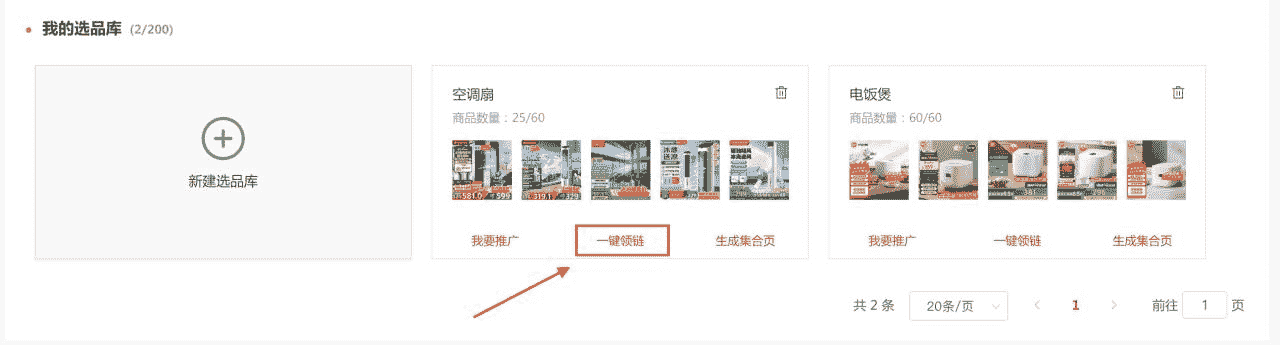 我的选品库 (2/200)
新建选品库
空调扇
商品数量：25/60
我要推广 一键领链 生成集合页
电饭煲
商品数量：60/60
我要推广 一键领链 生成集合页
共 2 条 20条/页 1 前往 1 页